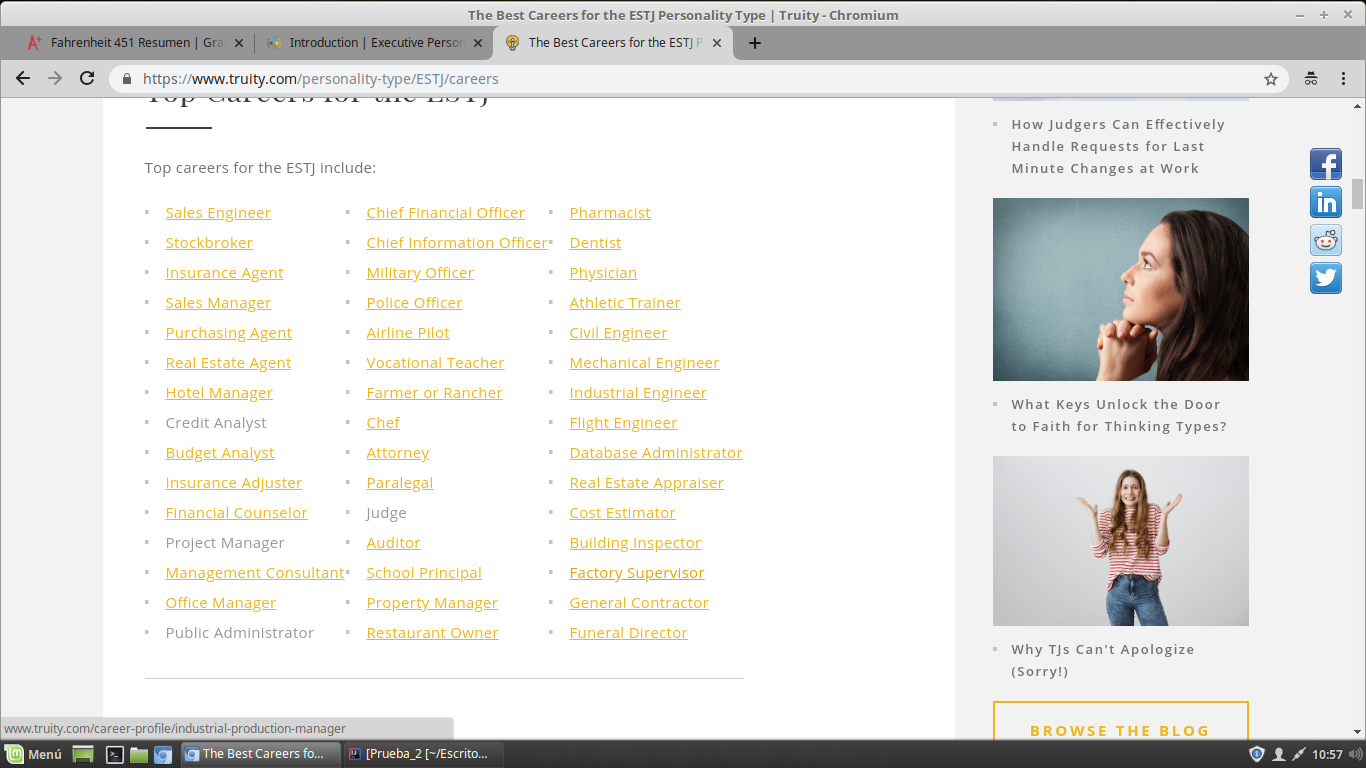 The Best Careers for the ESTJ Personality Type | Truity - Chromium
Fahrenheit 451 Resumen | Gra
Introduction | Executive Person
The Best Careers for the ESTJ P
https://www.truity.com/personality-type/ESTJ/careers
Top Careers for the ESTJ
Top careers for the ESTJ include:
Sales Engineer
Stockbroker
Insurance Agent
Sales Manager
Purchasing Agent
Real Estate Agent
Hotel Manager
Credit Analyst
Budget Analyst
Insurance Adjuster
Financial Counselor
Project Manager
Management Consultant
Office Manager
Public Administrator
Chief Financial Officer
Chief Information Officer
Military Officer
Police Officer
Airline Pilot
Vocational Teacher
Farmer or Rancher
Chef
Attorney
Paralegal
Judge
Auditor
School Principal
Property Manager
Restaurant Owner
Pharmacist
Dentist
Physician
Athletic Trainer
Civil Engineer
Mechanical Engineer
Industrial Engineer
Flight Engineer
Database Administrator
Real Estate Appraiser
Cost Estimator
Building Inspector
Factory Supervisor
General Contractor
Funeral Director
How Judgers Can Effectively
Handle Requests for Last
Minute Changes at Work
What Keys Unlock the Door
to Faith for Thinking Types?
Why TJs Can't Apologize
(Sorry!)
BROWSE THE BLOG
www.truity.com/career-profile/industrial-production-manager
Menú
The Best Careers fo...
[Prueba_2 [~/Escrito...
10:57